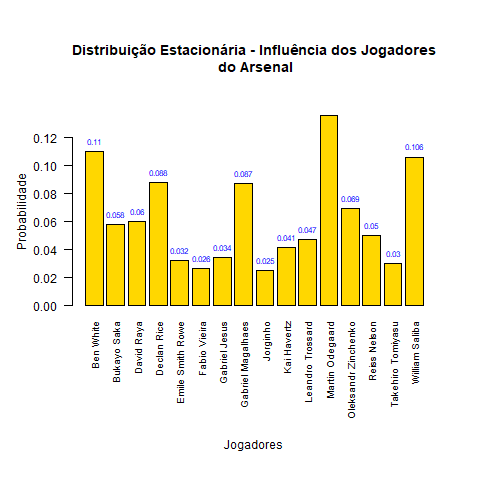 Distribuição Estacionária - Influência dos Jogadores
do Arsenal
Probabilidade
0.12
0.10
0.08
0.06
0.04
0.02
0.00
0.11
0.058
0.06
0.088
0.032
0.026
0.034
0.087
0.025
0.041
0.047
0.069
0.05
0.03
0.106
Ben White
Bukayo Saka
David Raya
Declan Rice
Emile Smith Rowe
Fabio Vieira
Gabriel Jesus
Gabriel Magalhaes
Jorginho
Kai Havertz
Leandro Trossard
Martin Odegaard
Oleksandr Zinchenko
Reiss Nelson
Takehiro Tomiyasu
William Saliba
Jogadores